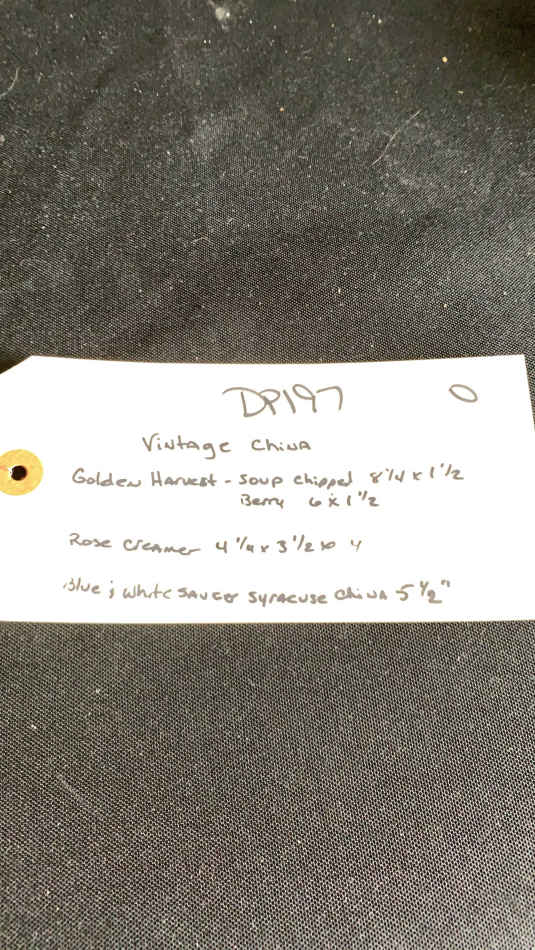 DP197 0
Vintage China
Golden Harvest - Soup chipped 8 1/4 x 1 1/2
Berry 6 x 1 1/2
Rose Creamer 4 1/4 x 3 1/2 x 4
Blue & White Saucer Syracuse China 5 1/2"